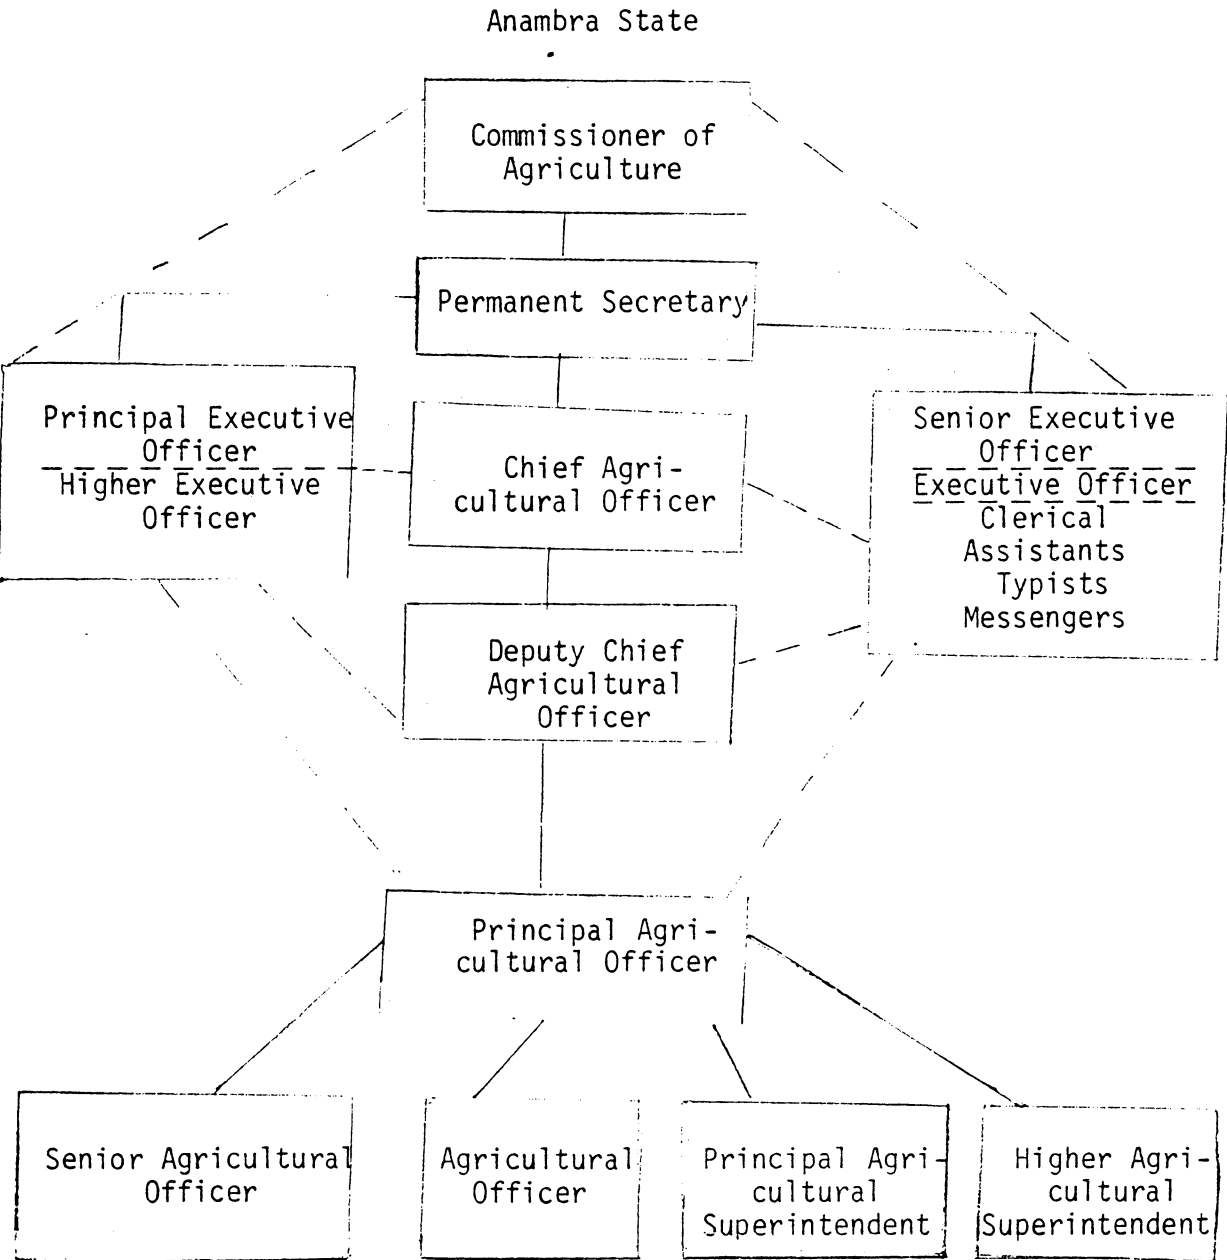 Anambra State
Commissioner of
Agriculture
Permanent Secretary
Principal Executive
Officer
Higher Executive
Officer
Chief Agri-
cultural Officer
Senior Executive
Officer
Executive Officer
Clerical
Assistants
Typists
Messengers
Deputy Chief
Agricultural
Officer
Principal Agri-
cultural Officer
Senior Agricultural
Officer
Agricultural
Officer
Principal Agri-
cultural
Superintendent
Higher Agri-
cultural
Superintendent